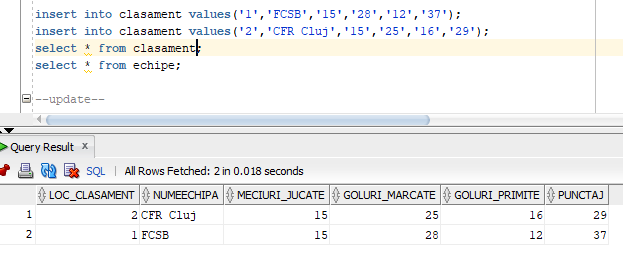 insert into clasament values('1','FCSB','15','28','12','37');
insert into clasament values('2','CFR Cluj','15','25','16','29');
select * from clasament;
select * from echipe;
--update--
Query Result x
SQL | All Rows Fetched: 2 in 0.018 seconds
LOC_CLASAMENT NUMEECHIPA MECIURI_JUCATE GOLURI_MARCATE GOLURI_PRIMITE PUNCTAJ
1 2 CFR Cluj 15 25 16 29
2 1 FCSB 15 28 12 37